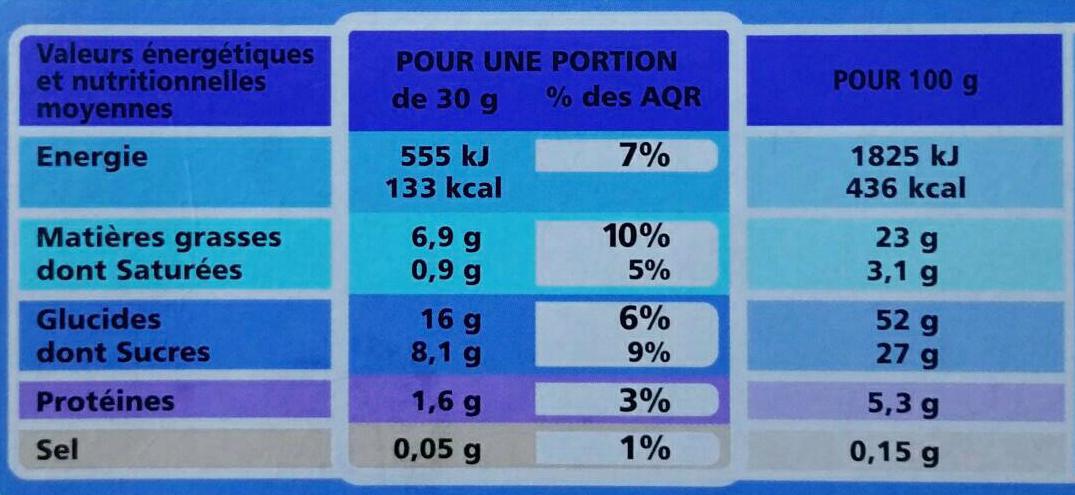 Valeurs énergétiques
et nutritionnelles
moyennes
POUR UNE PORTION
de 30 g % des AQR
POUR 100 g
Energie 555 kJ 7% 1825 kJ
133 kcal 436 kcal
Matières grasses 6,9 g 10% 23 g
dont Saturées 0,9 g 5% 3,1 g
Glucides 16 g 6% 52 g
dont Sucres 8,1 g 9% 27 g
Protéines 1,6 g 3% 5,3 g
Sel 0,05 g 1% 0,15 g